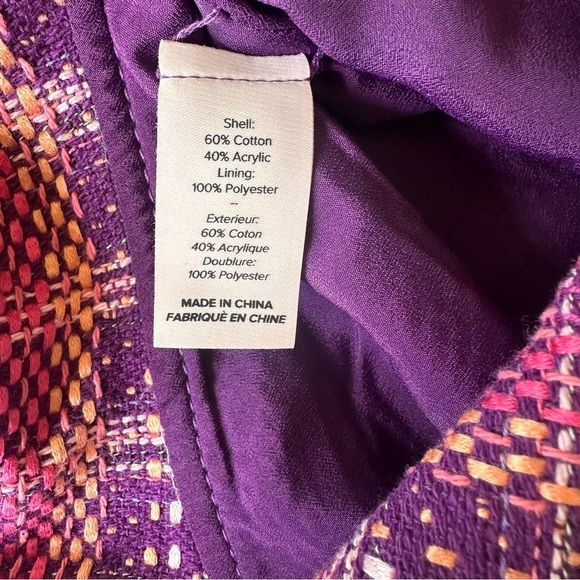 Shell:
60% Cotton
40% Acrylic
Lining:
100% Polyester
–
Exterieur:
60% Coton
40% Acrylique
Doublure:
100% Polyester
MADE IN CHINA
FABRIQUÈ EN CHINE